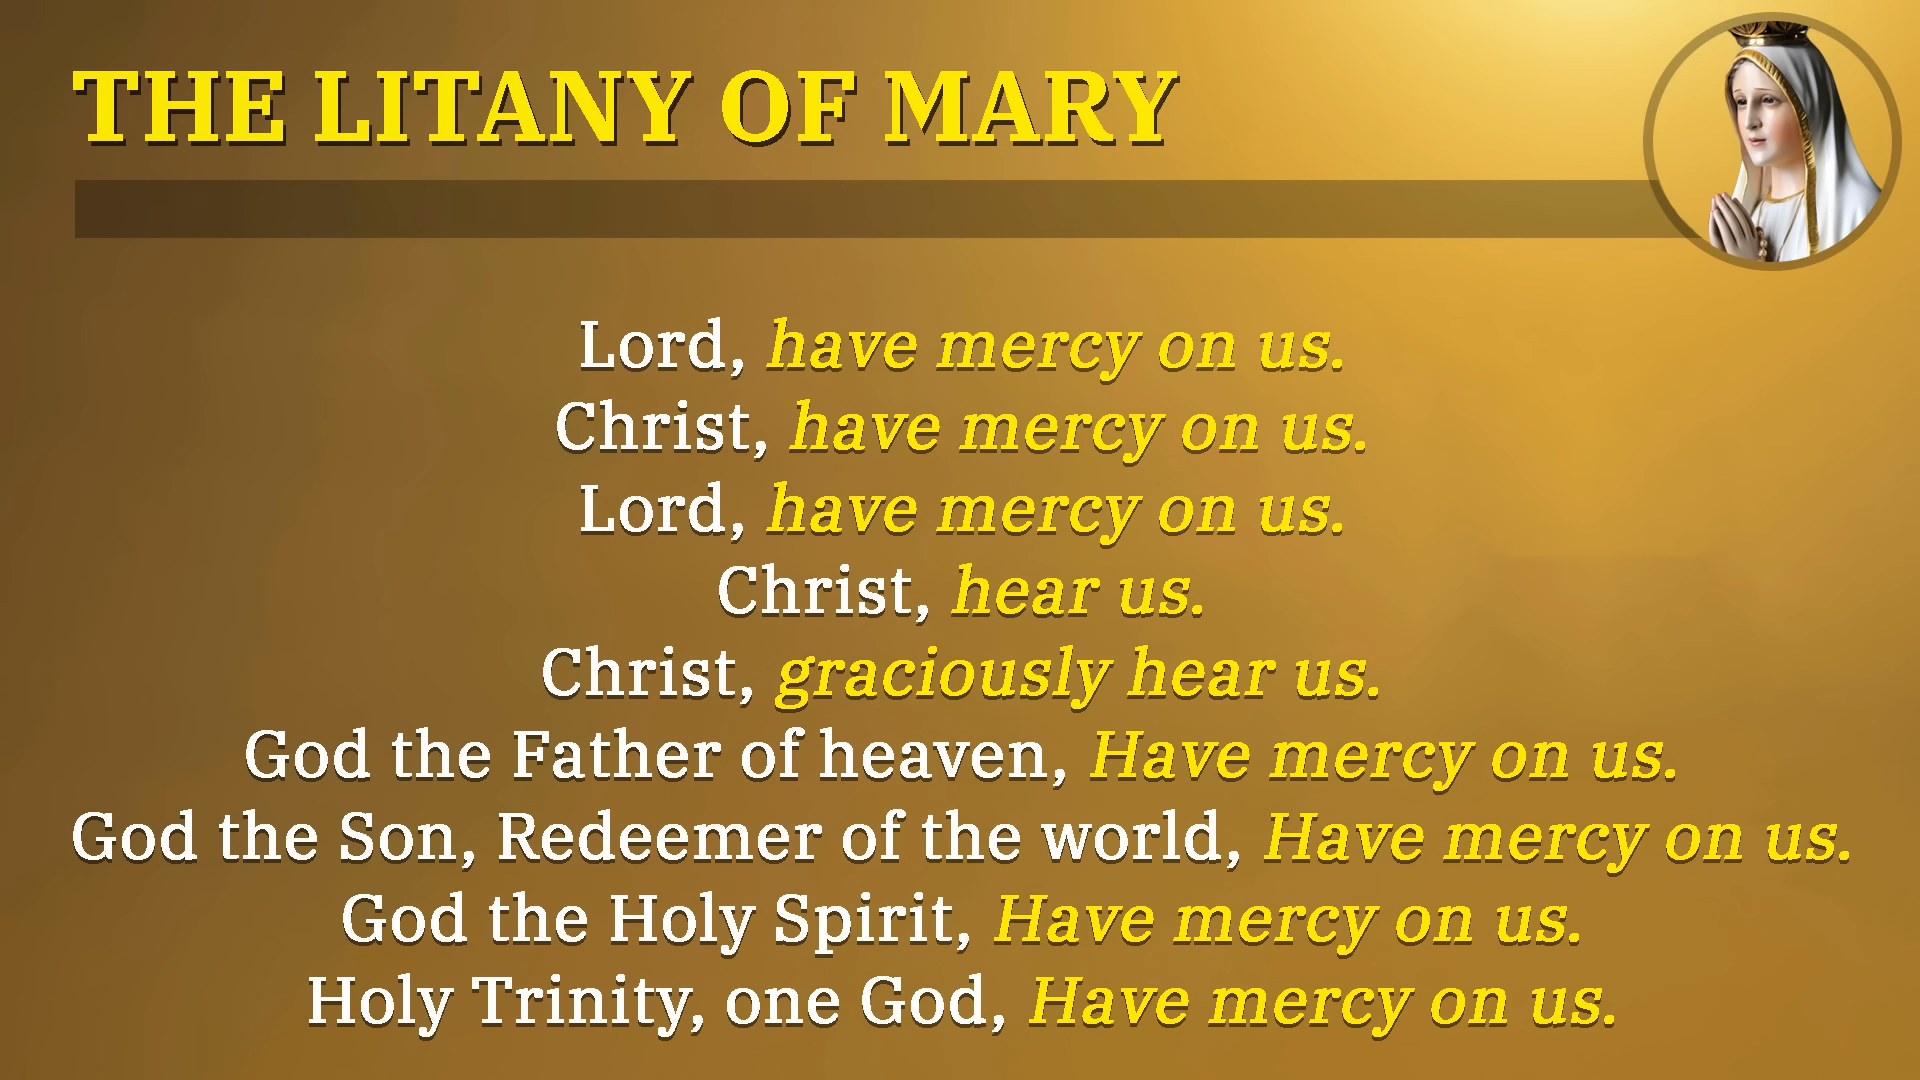 THE LITANY OF MARY
Lord, have mercy on us.
Christ, have mercy on us.
Lord, have mercy on us.
Christ, hear us.
Christ, graciously hear us.
God the Father of heaven, Have mercy on us.
God the Son, Redeemer of the world, Have mercy on us.
God the Holy Spirit, Have mercy on us.
Holy Trinity, one God, Have mercy on us.